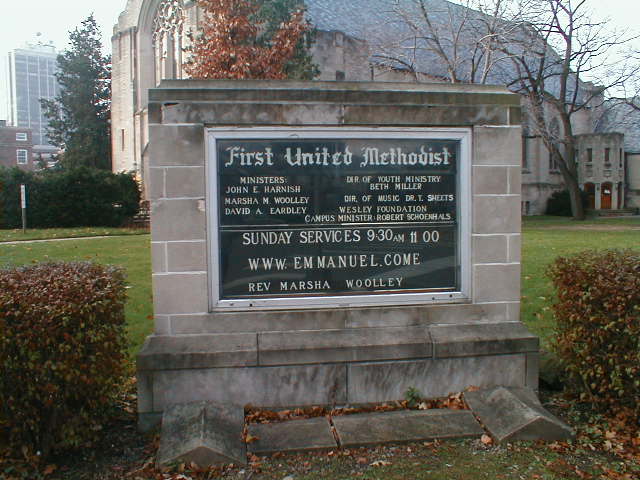 First United Methodist
MINISTERS:
JOHN E. HARNISH
MARSHA M. WOOLLEY
DAVID A. EARDLEY
DIR. OF YOUTH MINISTRY
BETH MILLER
DIR. OF MUSIC DR. T. SHEETS
WESLEY FOUNDATION
CAMPUS MINISTER: ROBERT SCHOENHALS
SUNDAY SERVICES 9:30 AM 11 00
WWW. EMMANUEL.COME
REV MARSHA WOOLLEY